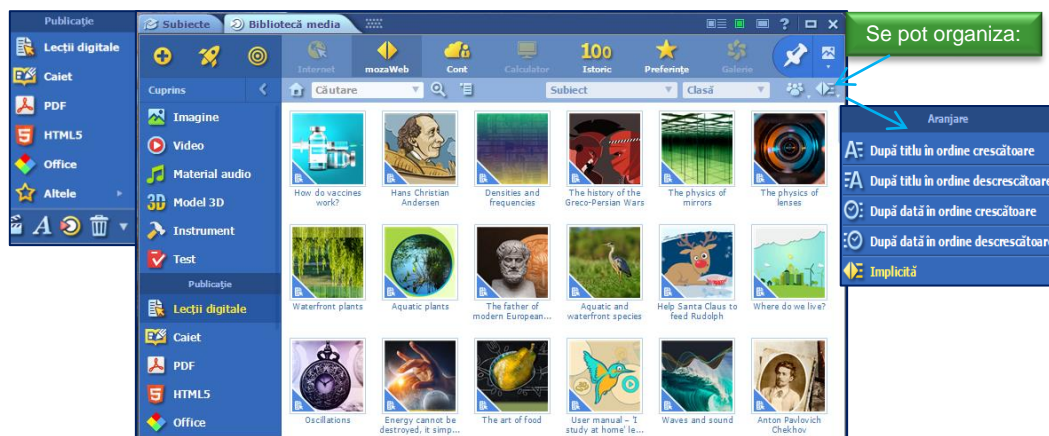 Publicație
Lecții digitale
Caiet
PDF
HTML5
Office
Altele
Subiecte
Bibliotecă media
Internet
mozaWeb
Cont
Calculator
100
Istoric
Preferințe
Galerie
Se pot organiza:
Cuprins
Căutare
Subiect
Clasă
Imagine
Video
Material audio
3D Model 3D
Instrument
Test
Publicație
Lecții digitale
Caiet
PDF
HTML5
Office
How do vaccines
work?
Hans Christian
Andersen
Densities and
frequencies
The history of the
Greco-Persian Wars
The physics of
mirrors
The physics of
lenses
Waterfront plants
Aquatic plants
The father of
modern European...
Aquatic and
waterfront species
Help Santa Claus to
feed Rudolph
Where do we live?
Oscillations
Energy cannot be
destroyed, it simp...
The art of food
User manual – 'I
study at home' le...
Waves and sound
Anton Pavlovich
Chekhov
Aranjare
După titlu în ordine crescătoare
După titlu în ordine descrescătoare
După dată în ordine crescătoare
După dată în ordine descrescătoare
Implicită